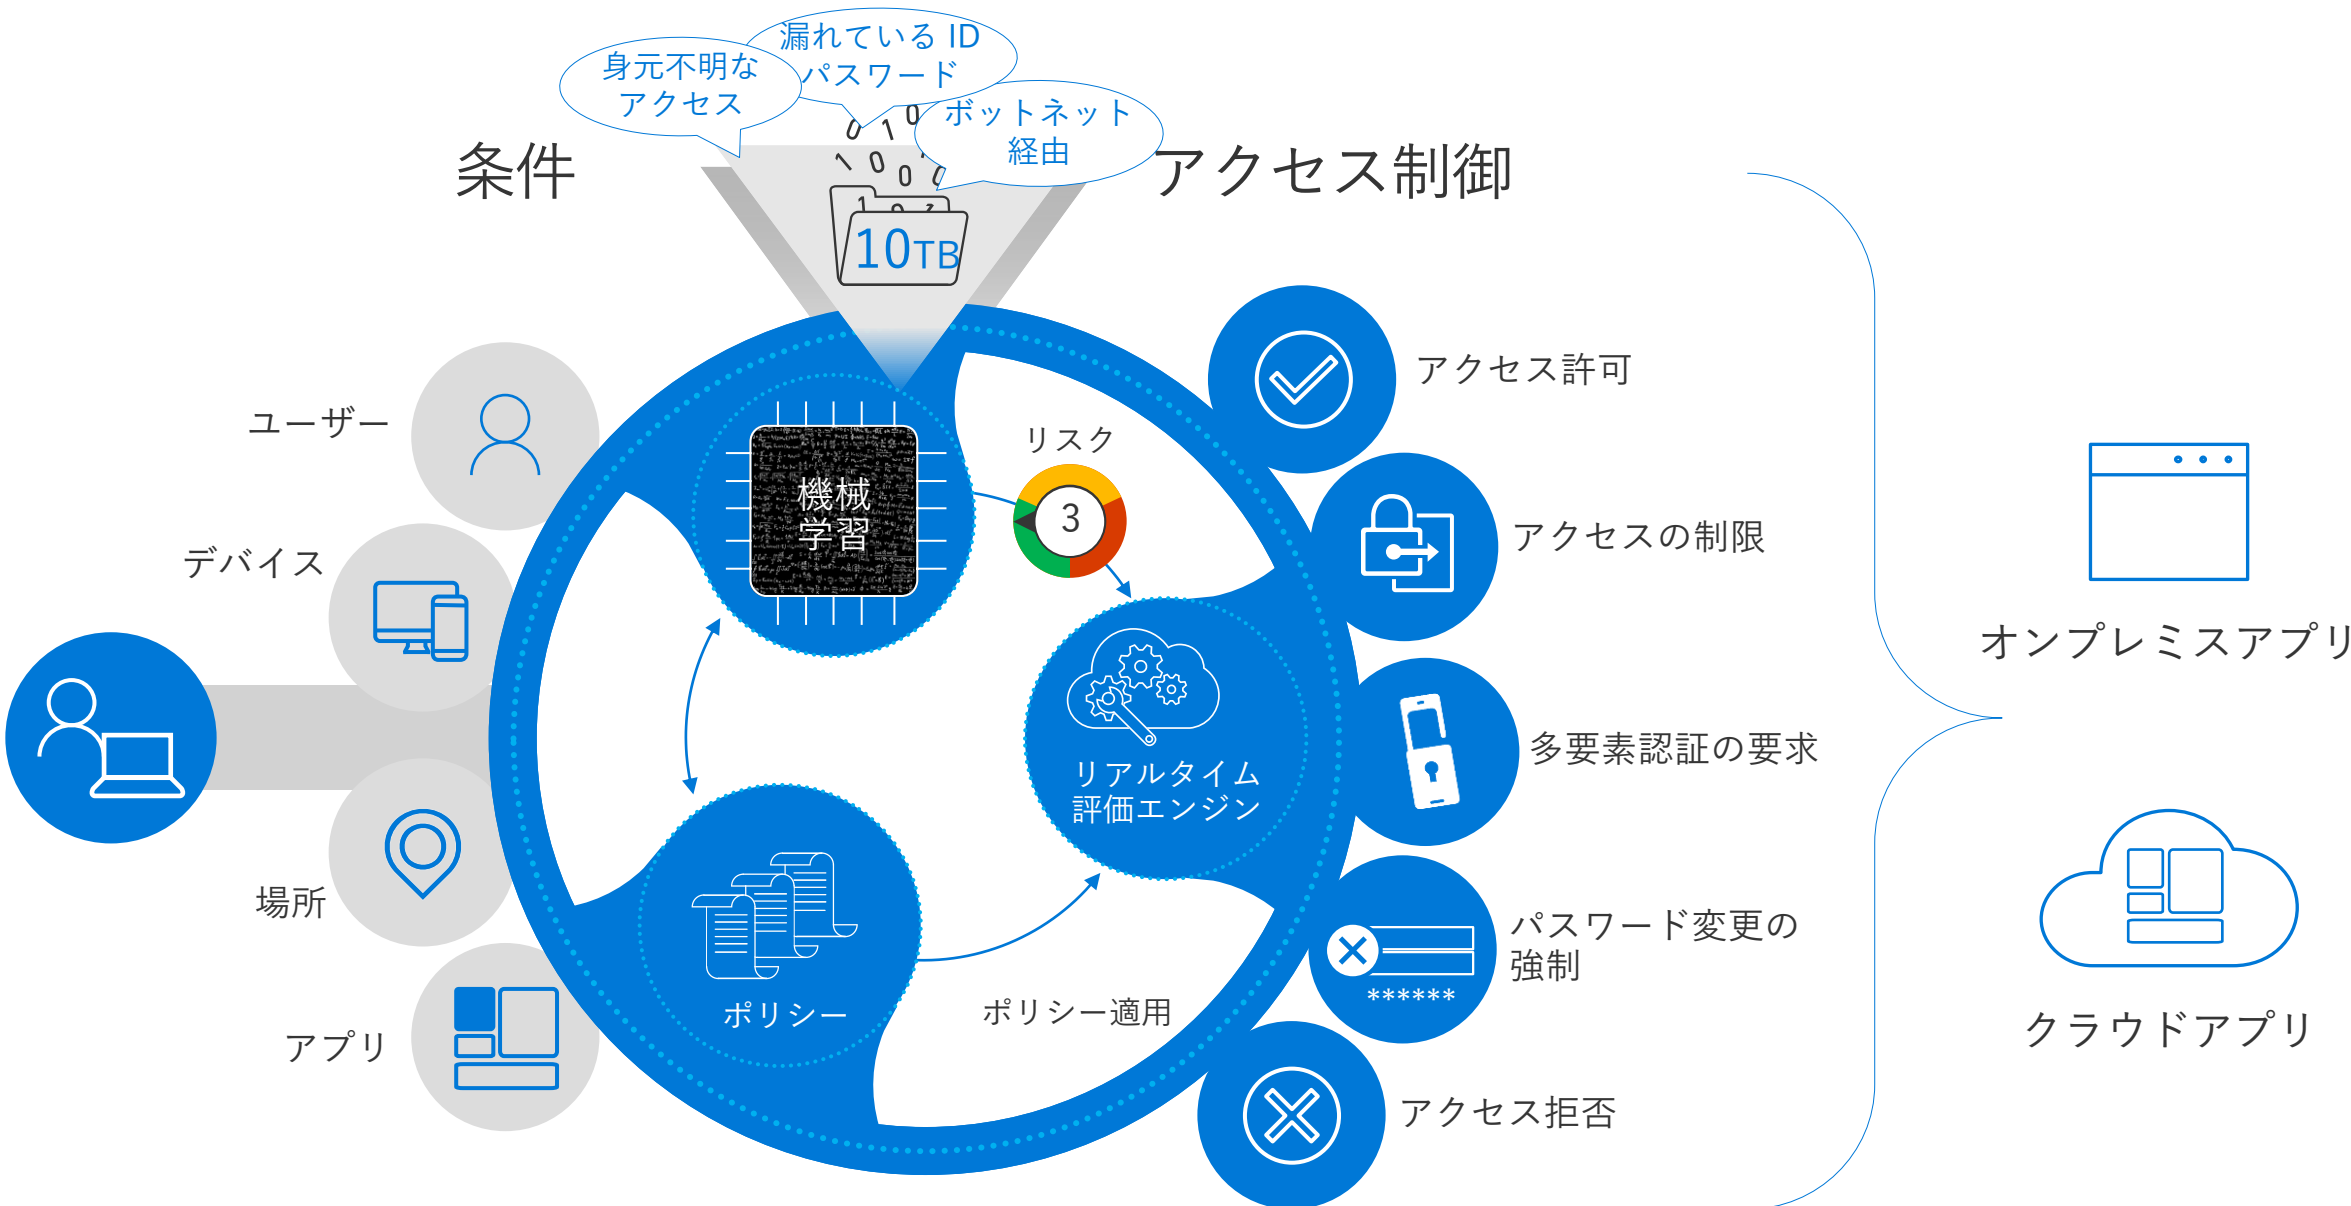 漏れている ID
パスワード
身元不明な
アクセス
ボットネット
経由
条件
アクセス制御
10TB
ユーザー
デバイス
場所
アプリ
機械
学習
リスク
3
リアルタイム
評価エンジン
ポリシー
ポリシー適用
アクセス許可
アクセスの制限
多要素認証の要求
パスワード変更の
強制
******
アクセス拒否
オンプレミスアプリ
クラウドアプリ